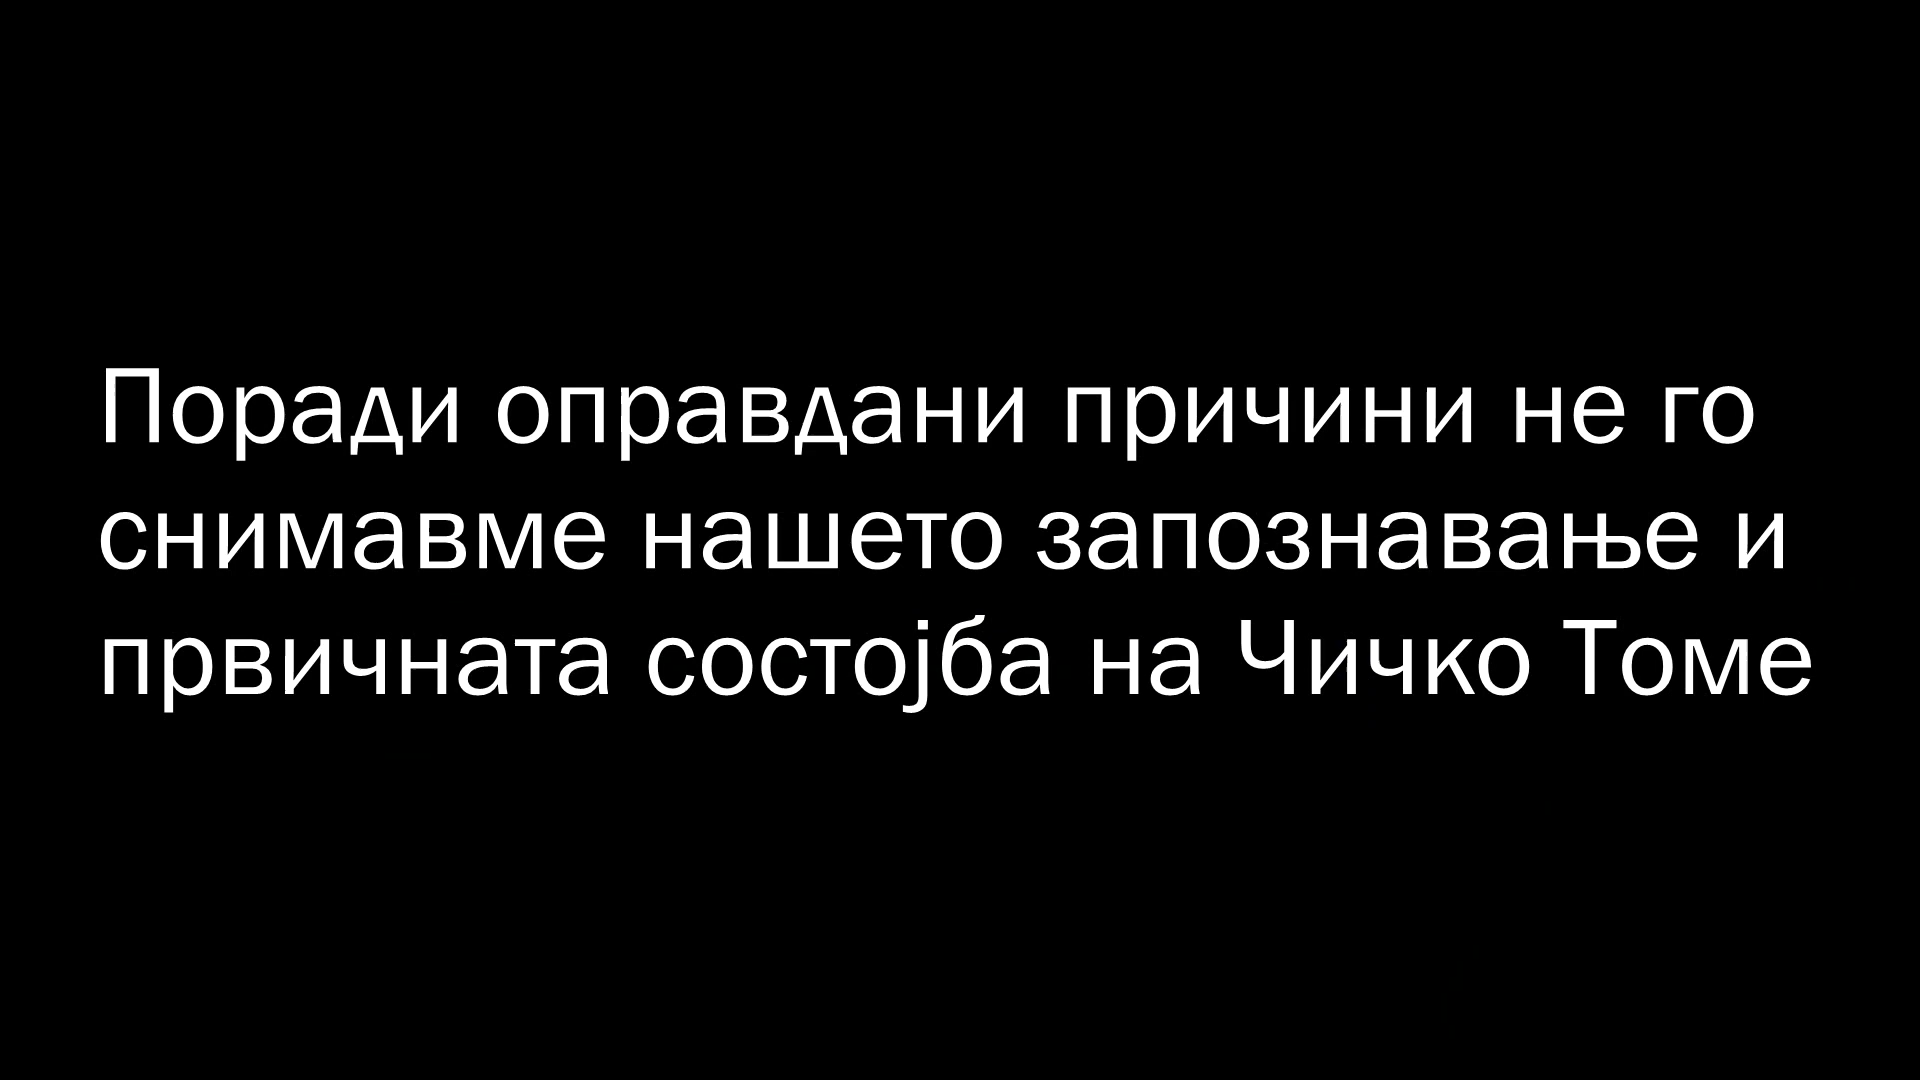 Поради оправдани причини не го
снимавме нашето запознавање и
првичната состојба на Чичко Томе